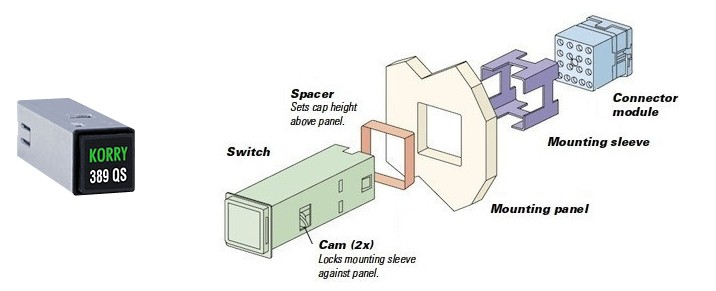 KORRY
389 QS
Spacer
Sets cap height
above panel.
Switch
Cam (2x)
Locks mounting sleeve
against panel.
Mounting panel
Mounting sleeve
Connector
module